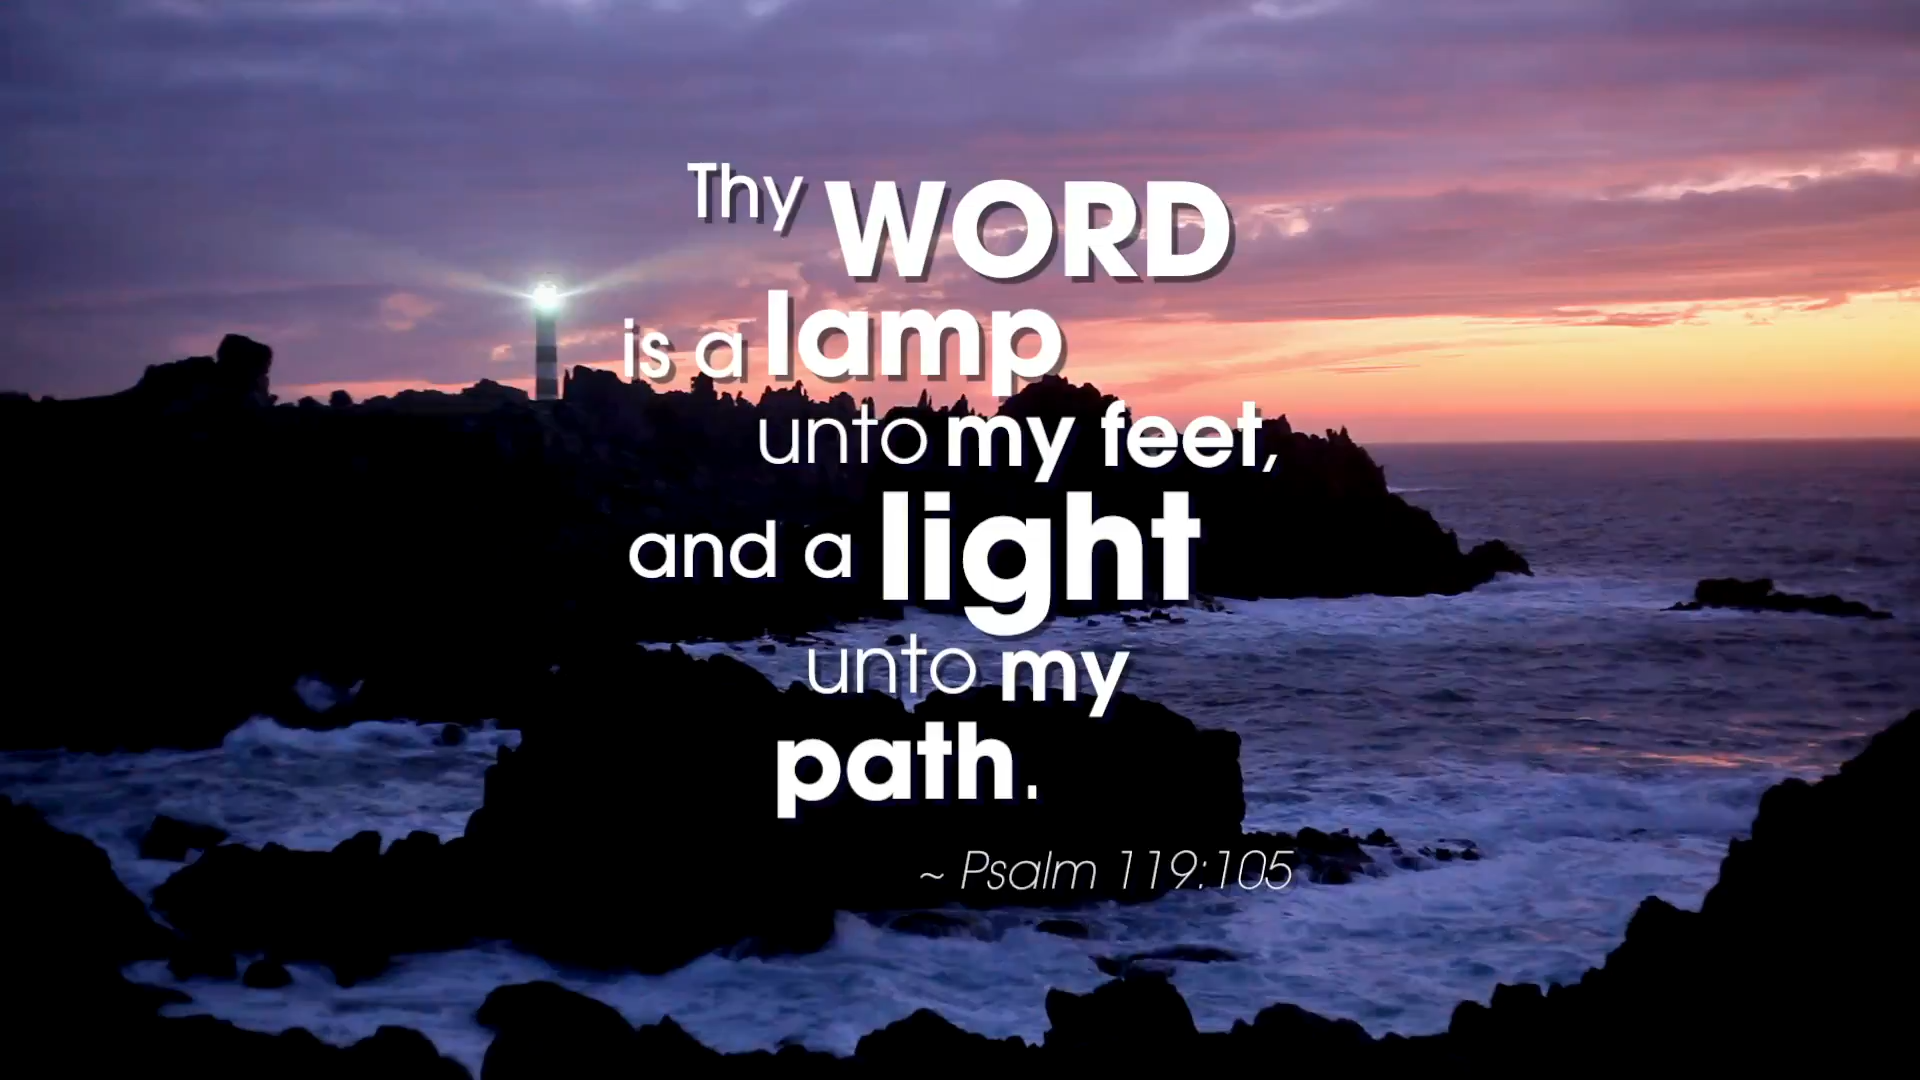 Thy WORD
is a lamp
unto my feet,
and a light
unto my
path.
~ Psalm 119:105